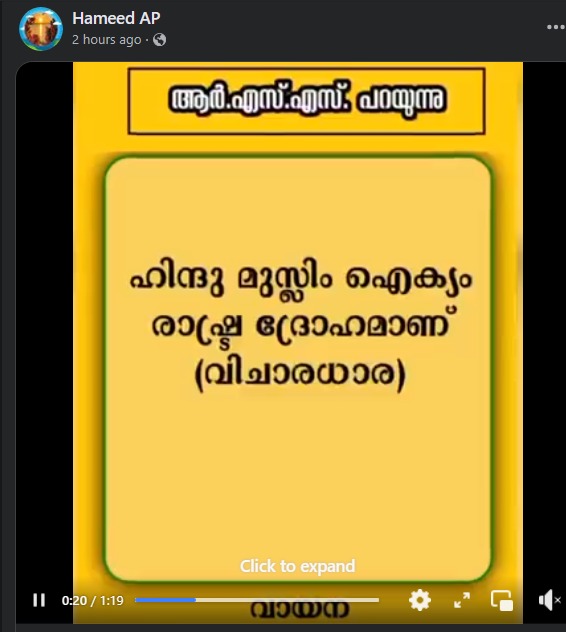 Hameed AP
2 hours ago ·
ആർ.എസ്.എസ്. പറയുന്നു
ഹിന്ദു മുസ്ലിം ഐക്യം
രാഷ്ട്ര ദ്രോഹമാണ്
(വിചാരധാര)
Click to expand
0:20 / 1:19
വായന